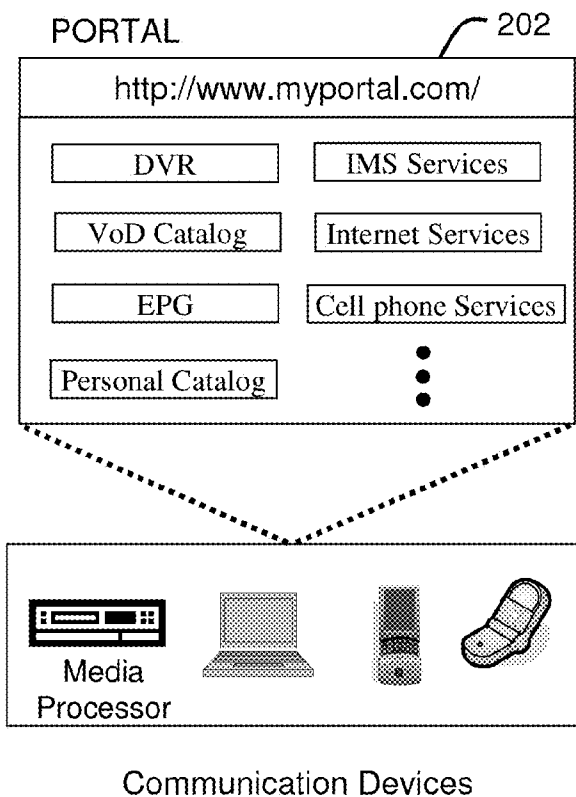 PORTAL
202
http://www.myportal.com/
DVR
IMS Services
VoD Catalog
Internet Services
EPG
Cell phone Services
Personal Catalog
Media
Processor
Communication Devices